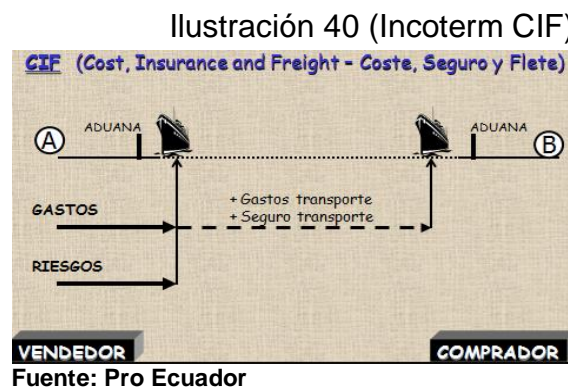 Ilustración 40 (Incoterm CIF)
CIF (Cost, Insurance and Freight - Coste, Seguro y Flete)
ADUANA
ADUANA
A
B
GASTOS
+ Gastos transporte
+ Seguro transporte
RIESGOS
VENDEDOR
COMPRADOR
Fuente: Pro Ecuador